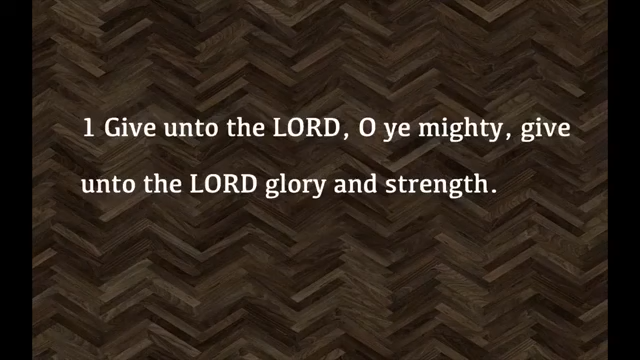 1 Give unto the LORD, O ye mighty, give
unto the LORD glory and strength.